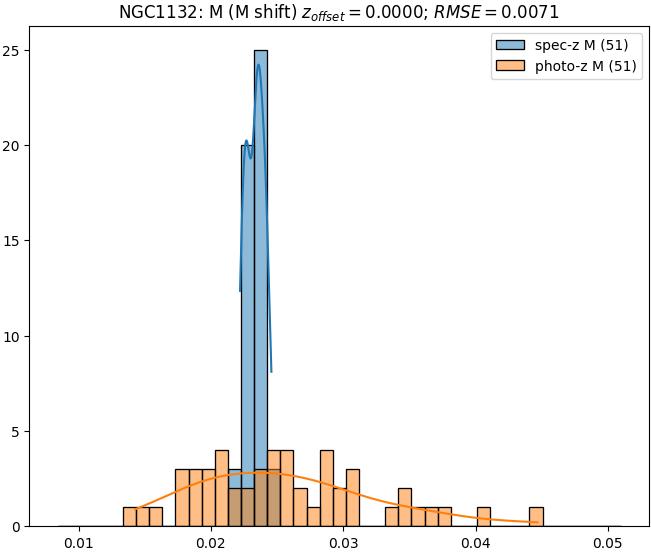 NGC1132: M (M shift) z_offset = 0.0000; RMSE = 0.0071
spec-z M (51)
photo-z M (51)
25
20
15
10
5
0
0.01 0.02 0.03 0.04 0.05